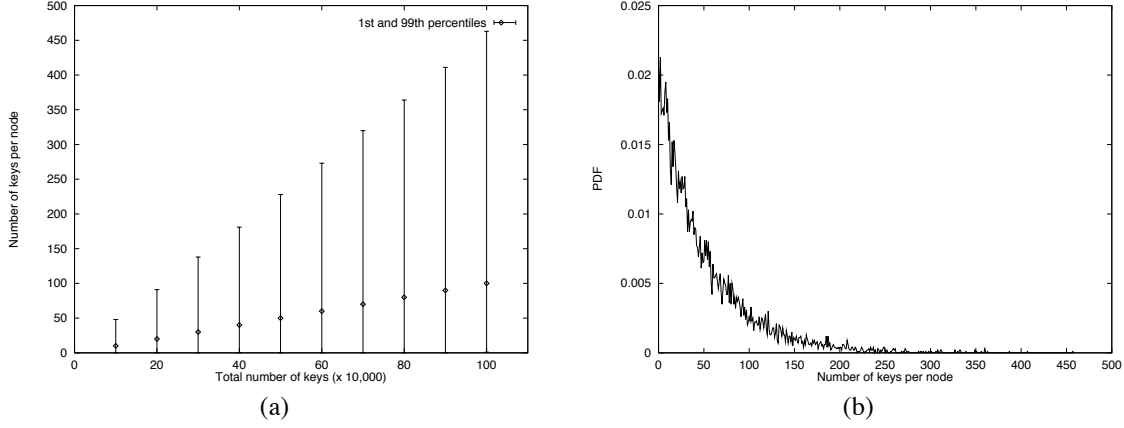 500
450
400
350
300
250
200
150
100
50
0
Number of keys per node
1st and 99th percentiles
0 20 40 60 80 100
Total number of keys (x 10,000)
(a)
0.025
0.02
0.015
0.01
0.005
0
PDF
0 50 100 150 200 250 300 350 400 450 500
Number of keys per node
(b)